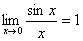 lim x→0 sin x / x = 1